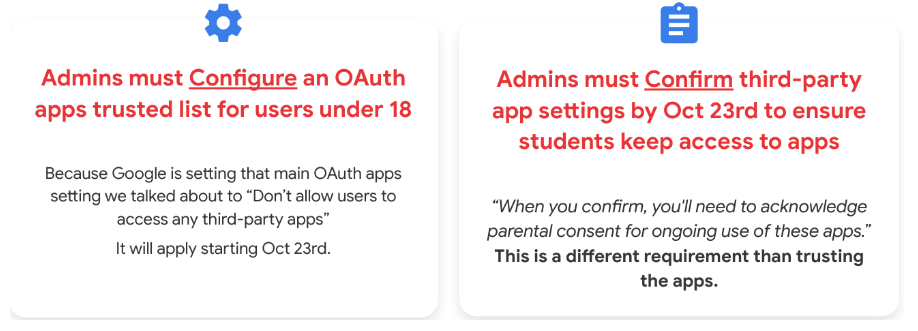 Admins must Configure an OAuth
apps trusted list for users under 18
Because Google is setting that main OAuth apps
setting we talked about to “Don’t allow users to
access any third-party apps”
It will apply starting Oct 23rd.
Admins must Confirm third-party
app settings by Oct 23rd to ensure
students keep access to apps
“When you confirm, you'll need to acknowledge
parental consent for ongoing use of these apps.”
This is a different requirement than trusting
the apps.